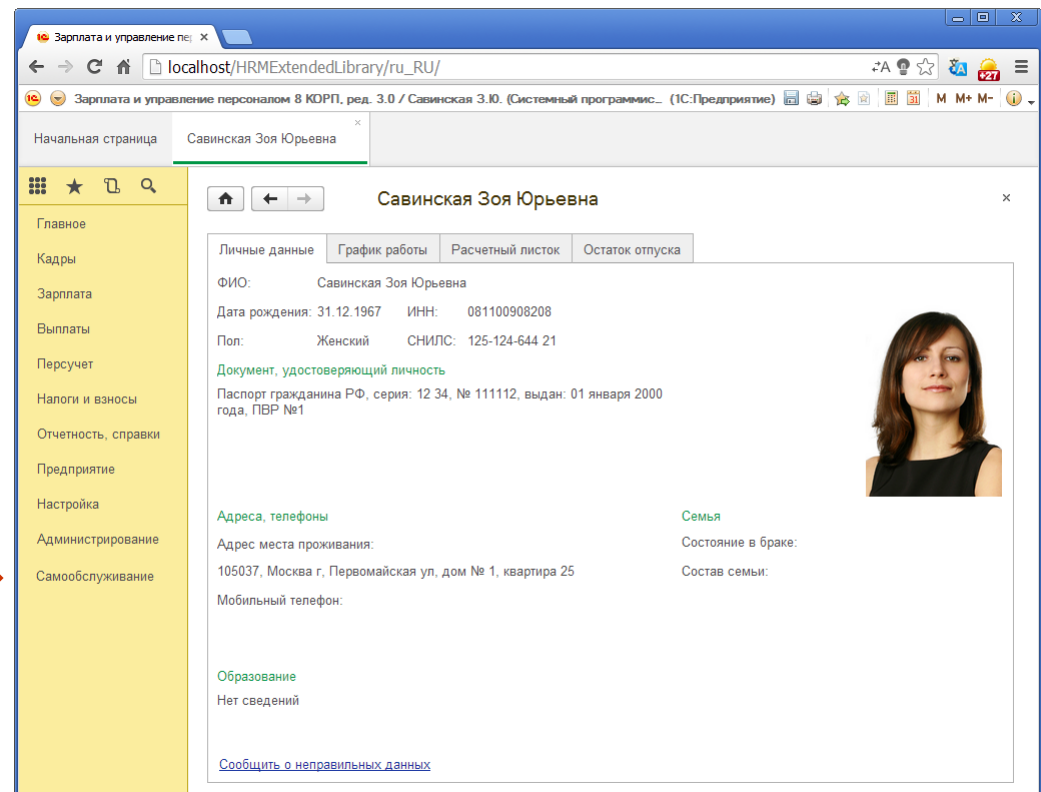 Зарплата и управление пер
localhost/HRMExtendedLibrary/ru_RU/
+27
Зарплата и управление персоналом 8 КОРП, ред. 3.0 / Савинская З.Ю. (Системный программис... (1С:Предприятие) 31 M M+ M-
Начальная страница Савинская Зоя Юрьевна
Савинская Зоя Юрьевна
Главное
Кадры
Зарплата
Выплаты
Персучет
Налоги и взносы
Отчетность, справки
Предприятие
Настройка
Администрирование
Самообслуживание
Личные данные График работы Расчетный листок Остаток отпуска
ФИО: Савинская Зоя Юрьевна
Дата рождения: 31.12.1967 ИНН: 081100908208
Пол: Женский СНИЛС: 125-124-644 21
Документ, удостоверяющий личность
Паспорт гражданина РФ, серия: 12 34, № 111112, выдан: 01 января 2000
года, ПВР №1
Адреса, телефоны
Адрес места проживания:
105037, Москва г, Первомайская ул, дом № 1, квартира 25
Мобильный телефон:
Семья
Состояние в браке:
Состав семьи:
Образование
Нет сведений
Сообщить о неправильных данных